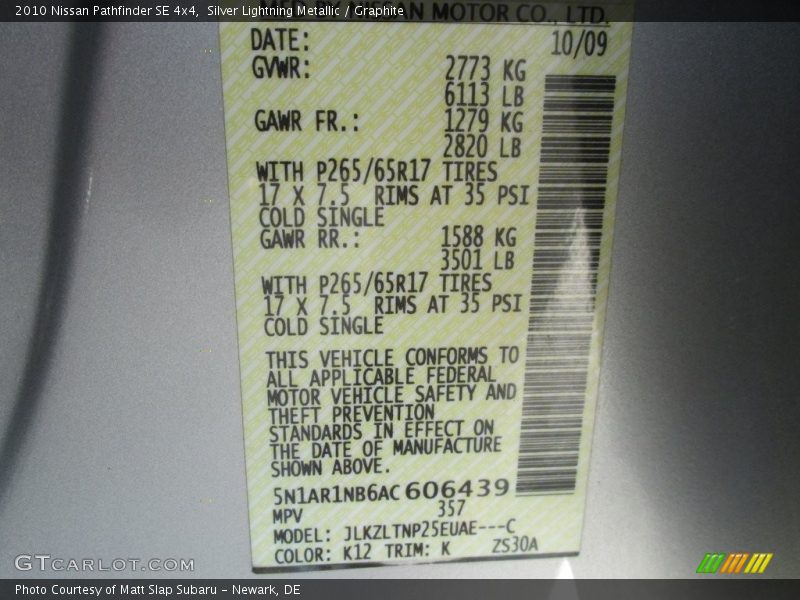 2010 Nissan Pathfinder SE 4x4,  Silver Lightning Metallic / Graphite
MFD BY NISSAN MOTOR CO., LTD.
DATE: 10/09
GVWR: 2773 KG
6113 LB
GAWR FR.: 1279 KG
2820 LB
WITH P265/65R17 TIRES
17 X 7.5 RIMS AT 35 PSI
COLD SINGLE
GAWR RR.: 1588 KG
3501 LB
WITH P265/65R17 TIRES
17 X 7.5 RIMS AT 35 PSI
COLD SINGLE
THIS VEHICLE CONFORMS TO
ALL APPLICABLE FEDERAL
MOTOR VEHICLE SAFETY AND
THEFT PREVENTION
STANDARDS IN EFFECT ON
THE DATE OF MANUFACTURE
SHOWN ABOVE.
5N1AR1NB6AC606439
MPV 357
MODEL: JLKZLTNP25EUAE---C
COLOR: K12 TRIM: K ZS30A
GTCARLOT.COM
Photo Courtesy of Matt Slap Subaru - Newark, DE